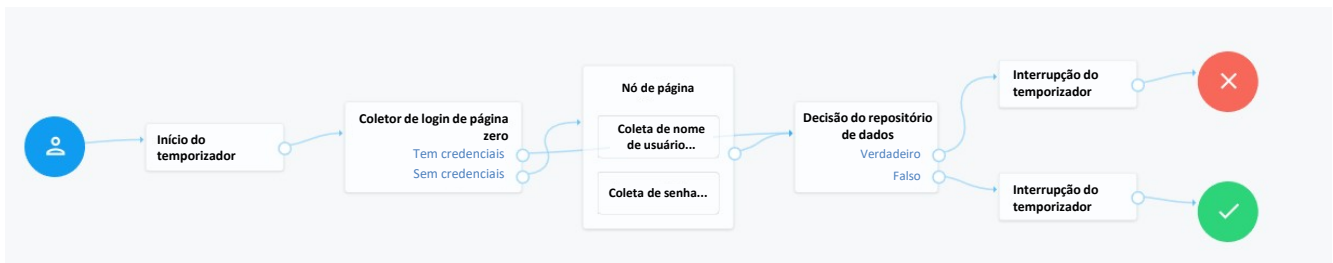 Início do
temporizador
Coletor de login de página
zero
Tem credenciais
Sem credenciais
Nó de página
Coleta de nome
de usuário...
Coleta de senha...
Decisão do repositório
de dados
Verdadeiro
Falso
Interrupção do
temporizador
Interrupção do
temporizador